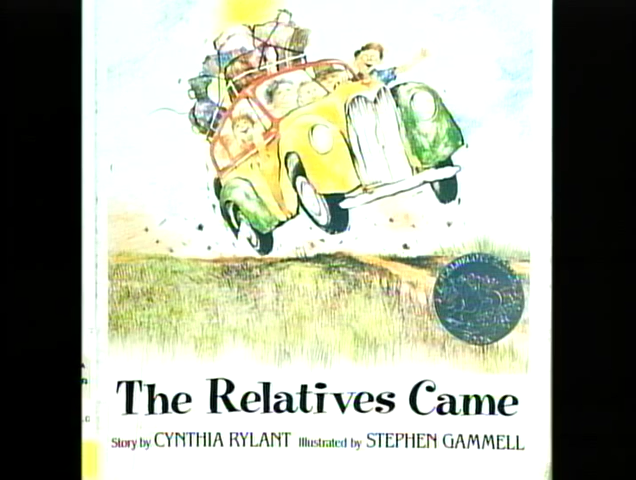 The Relatives Came
Story by CYNTHIA RYLANT Illustrated by STEPHEN GAMMELL